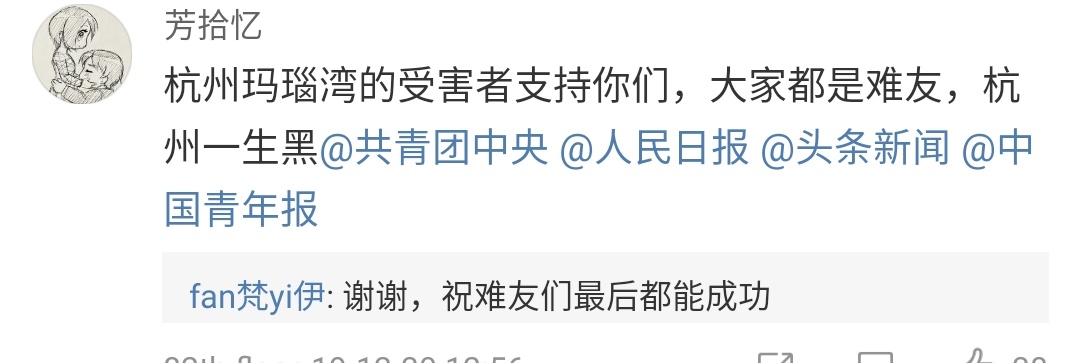 芳拾忆
杭州玛瑙湾的受害者支持你们，大家都是难友，杭
州一生黑@共青团中央 @人民日报 @头条新闻 @中
国青年报
fan梵yi伊: 谢谢，祝难友们最后都能成功